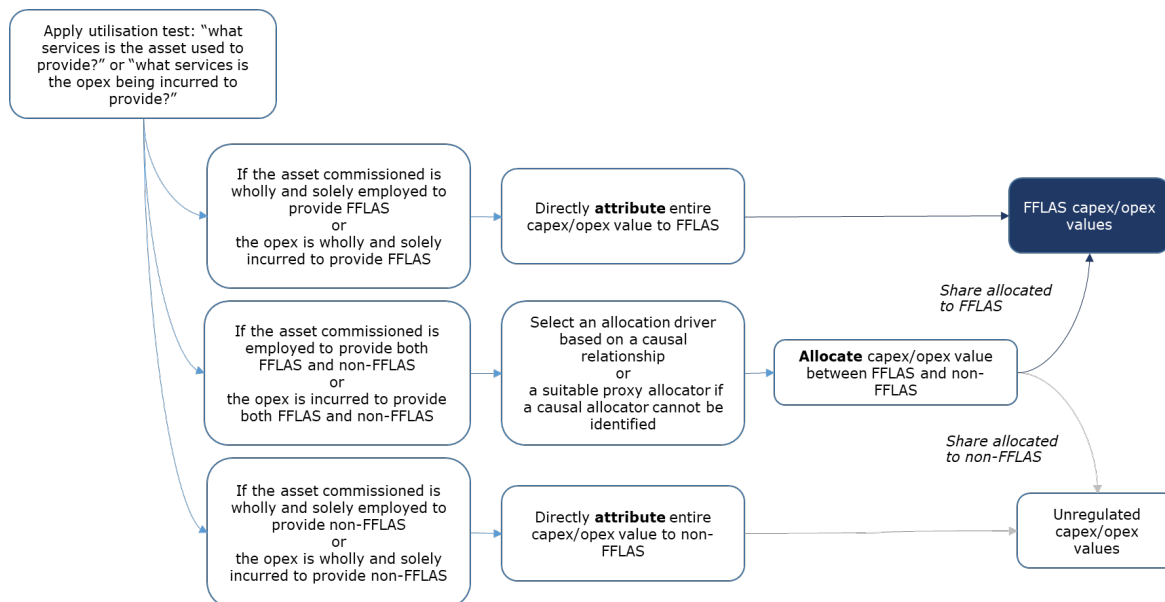 Apply utilisation test: “what
services is the asset used to
provide?” or “what services is
the opex being incurred to
provide?”
If the asset commissioned is
wholly and solely employed to
provide FFLAS
or
the opex is wholly and solely
incurred to provide FFLAS
Directly attribute entire
capex/opex value to FFLAS
FFLAS capex/opex
values
Share allocated
to FFLAS
If the asset commissioned is
employed to provide both
FFLAS and non-FFLAS
or
the opex is incurred to provide
both FFLAS and non-FFLAS
Select an allocation driver
based on a causal
relationship
or
a suitable proxy allocator if
a causal allocator cannot be
identified
Allocate capex/opex value
between FFLAS and non-
FFLAS
Share allocated
to non-FFLAS
If the asset commissioned is
wholly and solely employed to
provide non-FFLAS
or
the opex is wholly and solely
incurred to provide non-FFLAS
Directly attribute entire
capex/opex value to non-
FFLAS
Unregulated
capex/opex
values